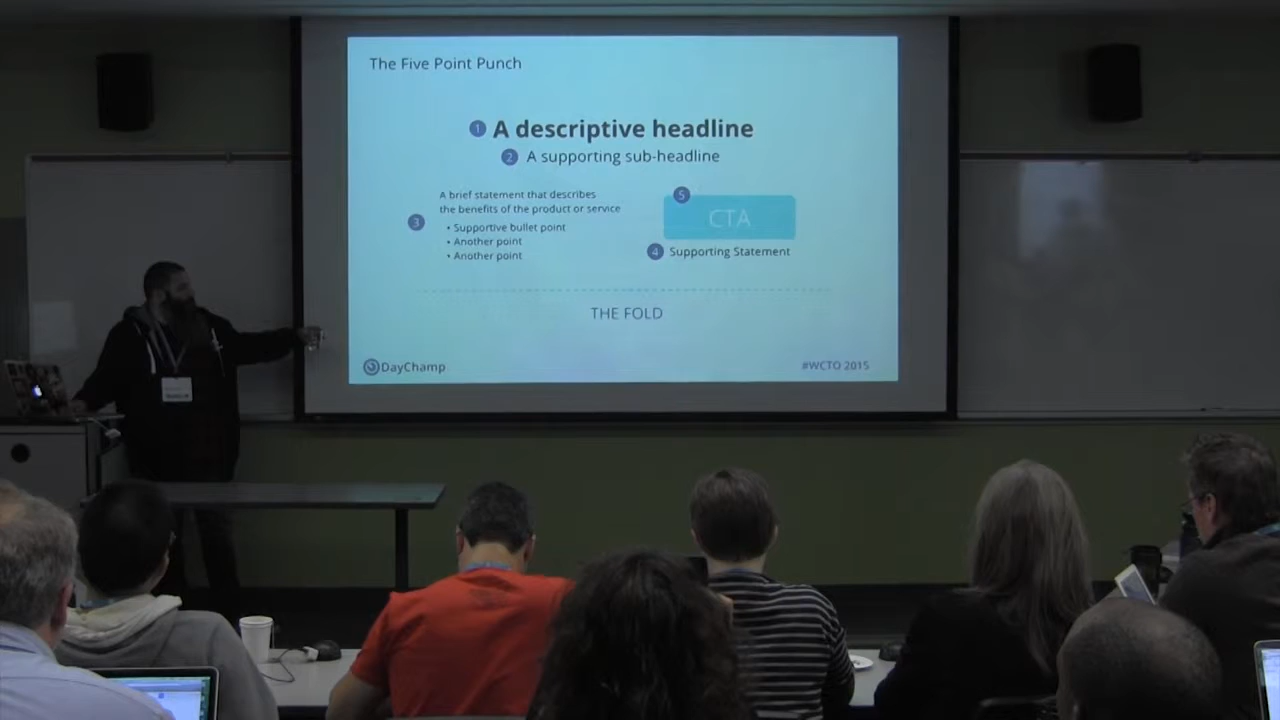 The Five Point Punch
1 A descriptive headline
2 A supporting sub-headline
3
A brief statement that describes
the benefits of the product or service
• Supportive bullet point
• Another point
• Another point
5
CTA
4 Supporting Statement
THE FOLD
DayChamp
#WCTO 2015